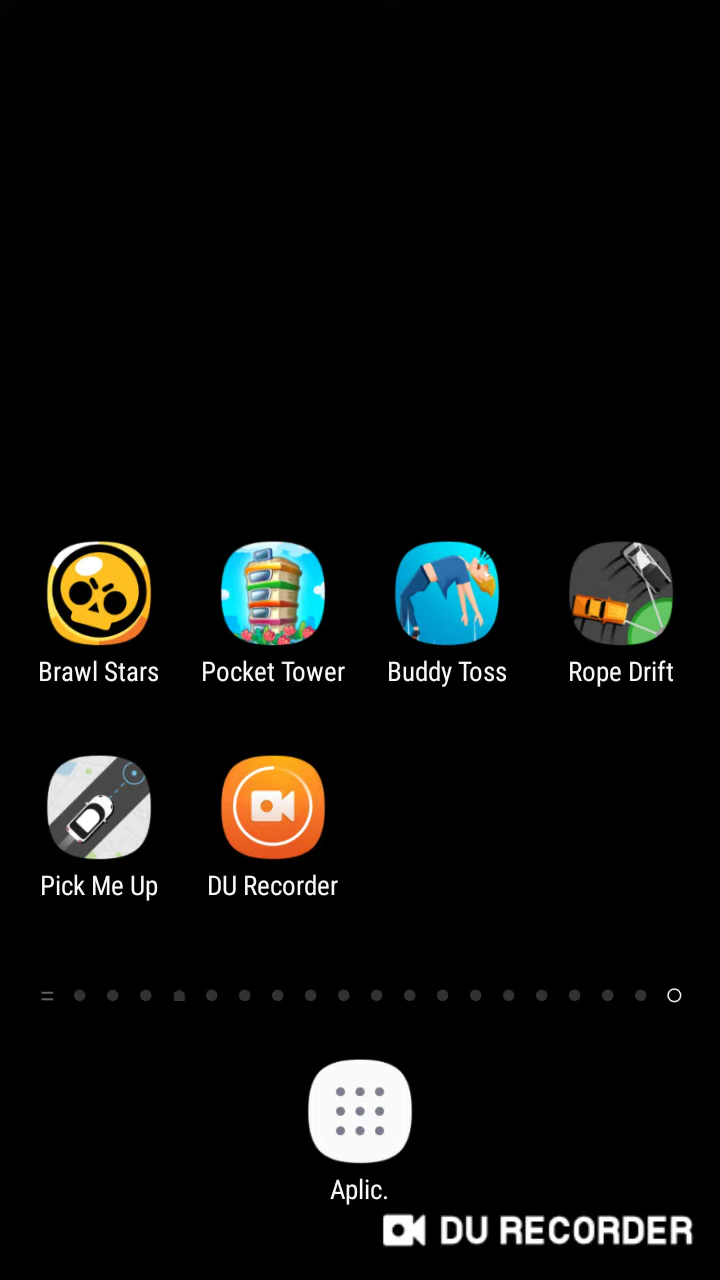 Brawl Stars
Pocket Tower
Buddy Toss
Rope Drift
Pick Me Up
DU Recorder
Aplic.
DU RECORDER